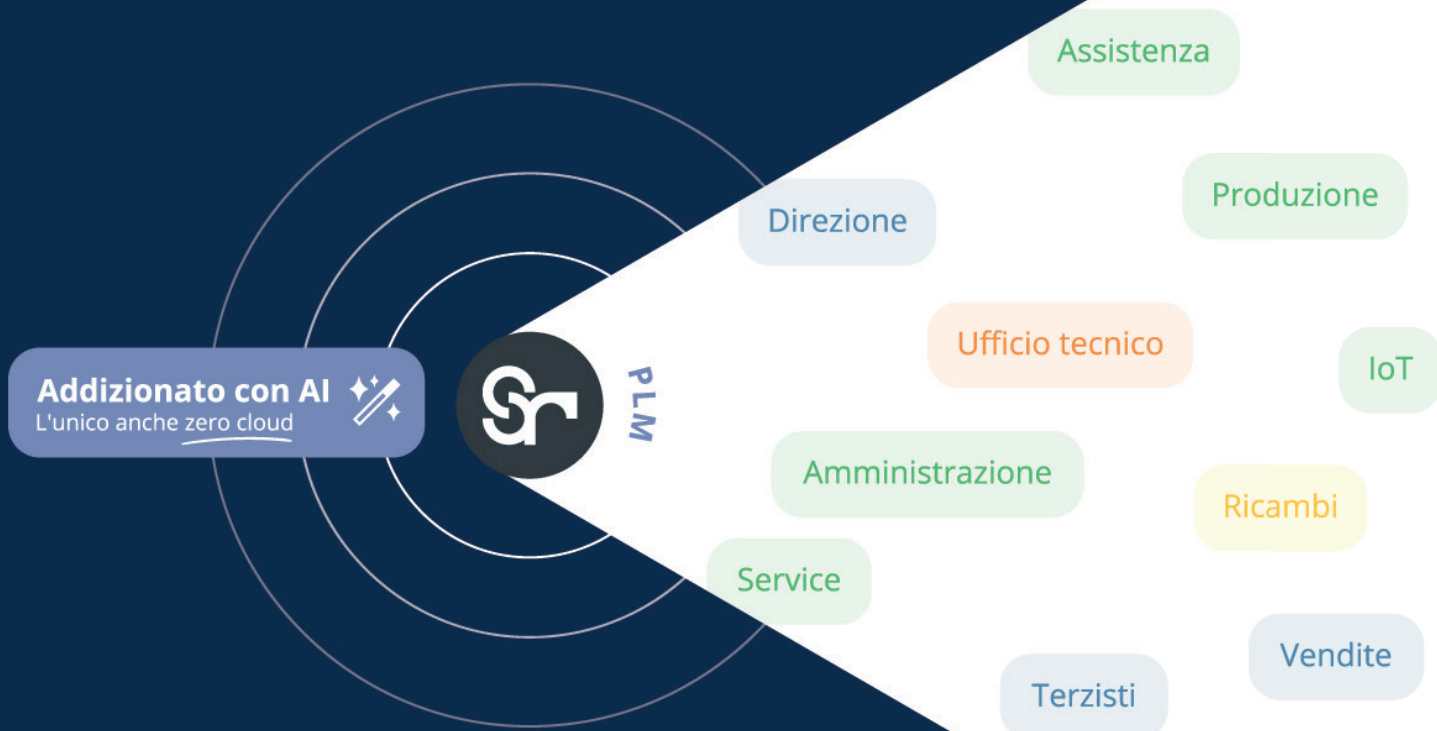 Assistenza
Produzione
Direzione
Ufficio tecnico
IoT
Addizionato con AI
L'unico anche zero cloud
Sr
PLM
Amministrazione
Ricambi
Service
Vendite
Terzisti